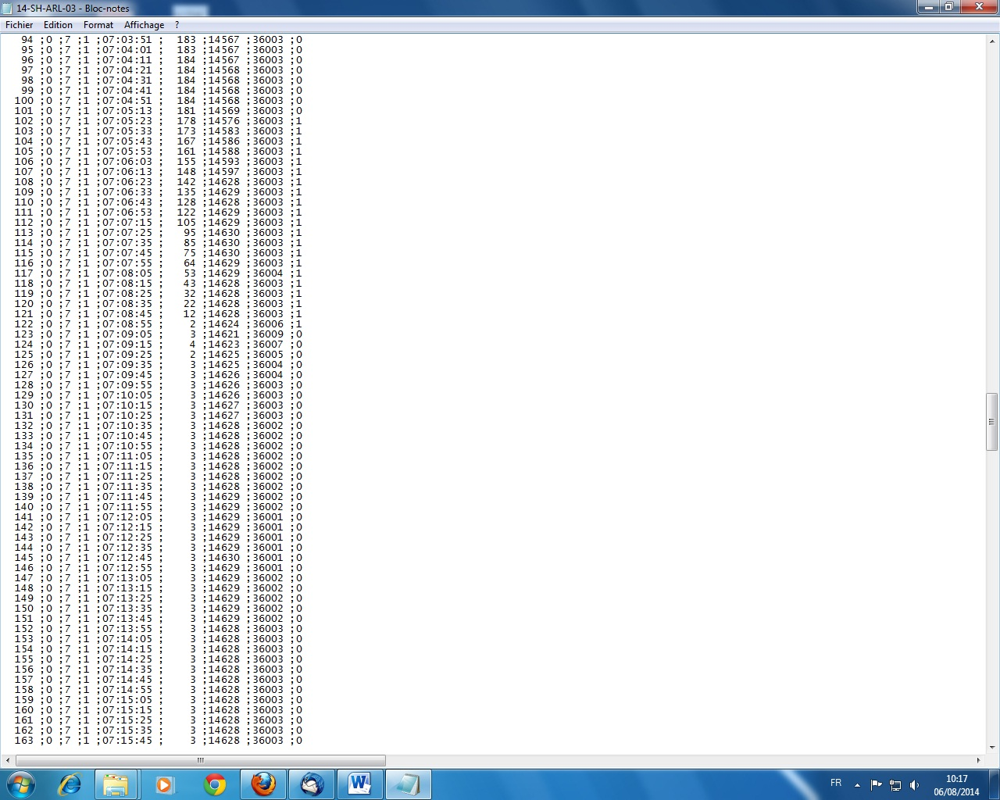 14-SH-ARL-03 - Bloc-notes
Fichier Edition Format Affichage ?
94 ;0 ;7 ;1 ;07:03:51 ; 183 ;14567 ;36003 ;0
95 ;0 ;7 ;1 ;07:04:01 ; 183 ;14567 ;36003 ;0
96 ;0 ;7 ;1 ;07:04:11 ; 184 ;14567 ;36003 ;0
97 ;0 ;7 ;1 ;07:04:21 ; 184 ;14568 ;36003 ;0
98 ;0 ;7 ;1 ;07:04:31 ; 184 ;14568 ;36003 ;0
99 ;0 ;7 ;1 ;07:04:41 ; 184 ;14568 ;36003 ;0
100 ;0 ;7 ;1 ;07:04:51 ; 184 ;14568 ;36003 ;0
101 ;0 ;7 ;1 ;07:05:13 ; 181 ;14569 ;36003 ;0
102 ;0 ;7 ;1 ;07:05:23 ; 178 ;14576 ;36003 ;1
103 ;0 ;7 ;1 ;07:05:33 ; 173 ;14583 ;36003 ;1
104 ;0 ;7 ;1 ;07:05:43 ; 167 ;14586 ;36003 ;1
105 ;0 ;7 ;1 ;07:05:53 ; 161 ;14588 ;36003 ;1
106 ;0 ;7 ;1 ;07:06:03 ; 155 ;14593 ;36003 ;1
107 ;0 ;7 ;1 ;07:06:13 ; 148 ;14597 ;36003 ;1
108 ;0 ;7 ;1 ;07:06:23 ; 142 ;14628 ;36003 ;1
109 ;0 ;7 ;1 ;07:06:33 ; 135 ;14629 ;36003 ;1
110 ;0 ;7 ;1 ;07:06:43 ; 128 ;14628 ;36003 ;1
111 ;0 ;7 ;1 ;07:06:53 ; 122 ;14629 ;36003 ;1
112 ;0 ;7 ;1 ;07:07:15 ; 105 ;14629 ;36003 ;1
113 ;0 ;7 ;1 ;07:07:25 ; 95 ;14630 ;36003 ;1
114 ;0 ;7 ;1 ;07:07:35 ; 85 ;14630 ;36003 ;1
115 ;0 ;7 ;1 ;07:07:45 ; 75 ;14630 ;36003 ;1
116 ;0 ;7 ;1 ;07:07:55 ; 64 ;14629 ;36003 ;1
117 ;0 ;7 ;1 ;07:08:05 ; 53 ;14629 ;36004 ;1
118 ;0 ;7 ;1 ;07:08:15 ; 43 ;14628 ;36003 ;1
119 ;0 ;7 ;1 ;07:08:25 ; 32 ;14628 ;36003 ;1
120 ;0 ;7 ;1 ;07:08:35 ; 22 ;14628 ;36003 ;1
121 ;0 ;7 ;1 ;07:08:45 ; 12 ;14628 ;36003 ;1
122 ;0 ;7 ;1 ;07:08:55 ; 2 ;14624 ;36006 ;1
123 ;0 ;7 ;1 ;07:09:05 ; 3 ;14621 ;36009 ;0
124 ;0 ;7 ;1 ;07:09:15 ; 4 ;14623 ;36007 ;0
125 ;0 ;7 ;1 ;07:09:25 ; 2 ;14625 ;36005 ;0
126 ;0 ;7 ;1 ;07:09:35 ; 3 ;14625 ;36004 ;0
127 ;0 ;7 ;1 ;07:09:45 ; 3 ;14626 ;36004 ;0
128 ;0 ;7 ;1 ;07:09:55 ; 3 ;14626 ;36003 ;0
129 ;0 ;7 ;1 ;07:10:05 ; 3 ;14626 ;36003 ;0
130 ;0 ;7 ;1 ;07:10:15 ; 3 ;14627 ;36003 ;0
131 ;0 ;7 ;1 ;07:10:25 ; 3 ;14627 ;36003 ;0
132 ;0 ;7 ;1 ;07:10:35 ; 3 ;14628 ;36002 ;0
133 ;0 ;7 ;1 ;07:10:45 ; 3 ;14628 ;36002 ;0
134 ;0 ;7 ;1 ;07:10:55 ; 3 ;14628 ;36002 ;0
135 ;0 ;7 ;1 ;07:11:05 ; 3 ;14628 ;36002 ;0
136 ;0 ;7 ;1 ;07:11:15 ; 3 ;14628 ;36002 ;0
137 ;0 ;7 ;1 ;07:11:25 ; 3 ;14628 ;36002 ;0
138 ;0 ;7 ;1 ;07:11:35 ; 3 ;14628 ;36002 ;0
139 ;0 ;7 ;1 ;07:11:45 ; 3 ;14629 ;36002 ;0
140 ;0 ;7 ;1 ;07:11:55 ; 3 ;14629 ;36002 ;0
141 ;0 ;7 ;1 ;07:12:05 ; 3 ;14629 ;36001 ;0
142 ;0 ;7 ;1 ;07:12:15 ; 3 ;14629 ;36001 ;0
143 ;0 ;7 ;1 ;07:12:25 ; 3 ;14629 ;36001 ;0
144 ;0 ;7 ;1 ;07:12:35 ; 3 ;14629 ;36001 ;0
145 ;0 ;7 ;1 ;07:12:45 ; 3 ;14630 ;36001 ;0
146 ;0 ;7 ;1 ;07:12:55 ; 3 ;14629 ;36001 ;0
147 ;0 ;7 ;1 ;07:13:05 ; 3 ;14629 ;36002 ;0
148 ;0 ;7 ;1 ;07:13:15 ; 3 ;14629 ;36002 ;0
149 ;0 ;7 ;1 ;07:13:25 ; 3 ;14629 ;36002 ;0
150 ;0 ;7 ;1 ;07:13:35 ; 3 ;14629 ;36002 ;0
151 ;0 ;7 ;1 ;07:13:45 ; 3 ;14629 ;36002 ;0
152 ;0 ;7 ;1 ;07:13:55 ; 3 ;14628 ;36003 ;0
153 ;0 ;7 ;1 ;07:14:05 ; 3 ;14628 ;36003 ;0
154 ;0 ;7 ;1 ;07:14:15 ; 3 ;14628 ;36003 ;0
155 ;0 ;7 ;1 ;07:14:25 ; 3 ;14628 ;36003 ;0
156 ;0 ;7 ;1 ;07:14:35 ; 3 ;14628 ;36003 ;0
157 ;0 ;7 ;1 ;07:14:45 ; 3 ;14628 ;36003 ;0
158 ;0 ;7 ;1 ;07:14:55 ; 3 ;14628 ;36003 ;0
159 ;0 ;7 ;1 ;07:15:05 ; 3 ;14628 ;36003 ;0
160 ;0 ;7 ;1 ;07:15:15 ; 3 ;14628 ;36003 ;0
161 ;0 ;7 ;1 ;07:15:25 ; 3 ;14628 ;36003 ;0
162 ;0 ;7 ;1 ;07:15:35 ; 3 ;14628 ;36003 ;0
163 ;0 ;7 ;1 ;07:15:45 ; 3 ;14628 ;36003 ;0
FR
10:17
06/08/2014